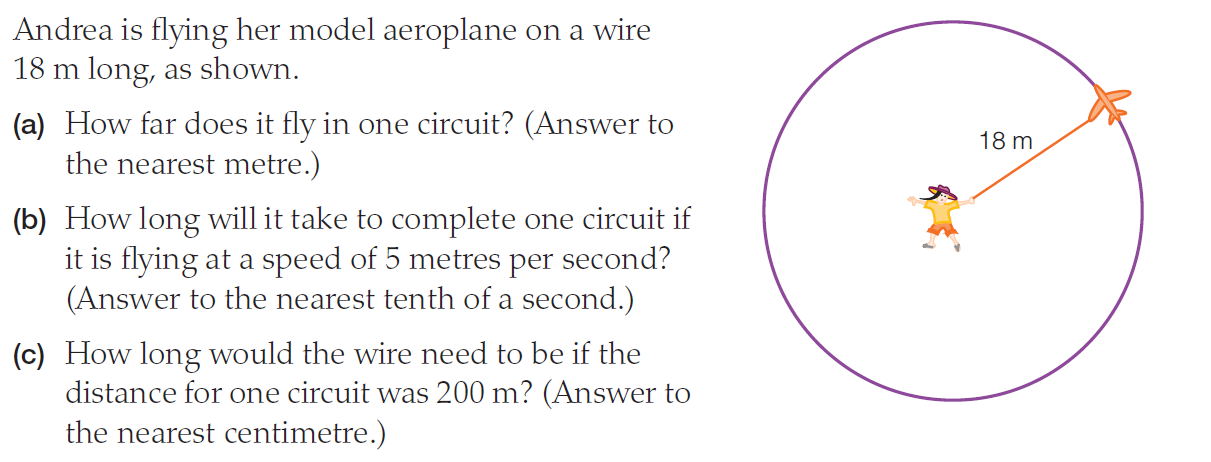 Andrea is flying her model aeroplane on a wire
18 m long, as shown.
(a) How far does it fly in one circuit? (Answer to
the nearest metre.)
(b) How long will it take to complete one circuit if
it is flying at a speed of 5 metres per second?
(Answer to the nearest tenth of a second.)
(c) How long would the wire need to be if the
distance for one circuit was 200 m? (Answer to
the nearest centimetre.)
18 m